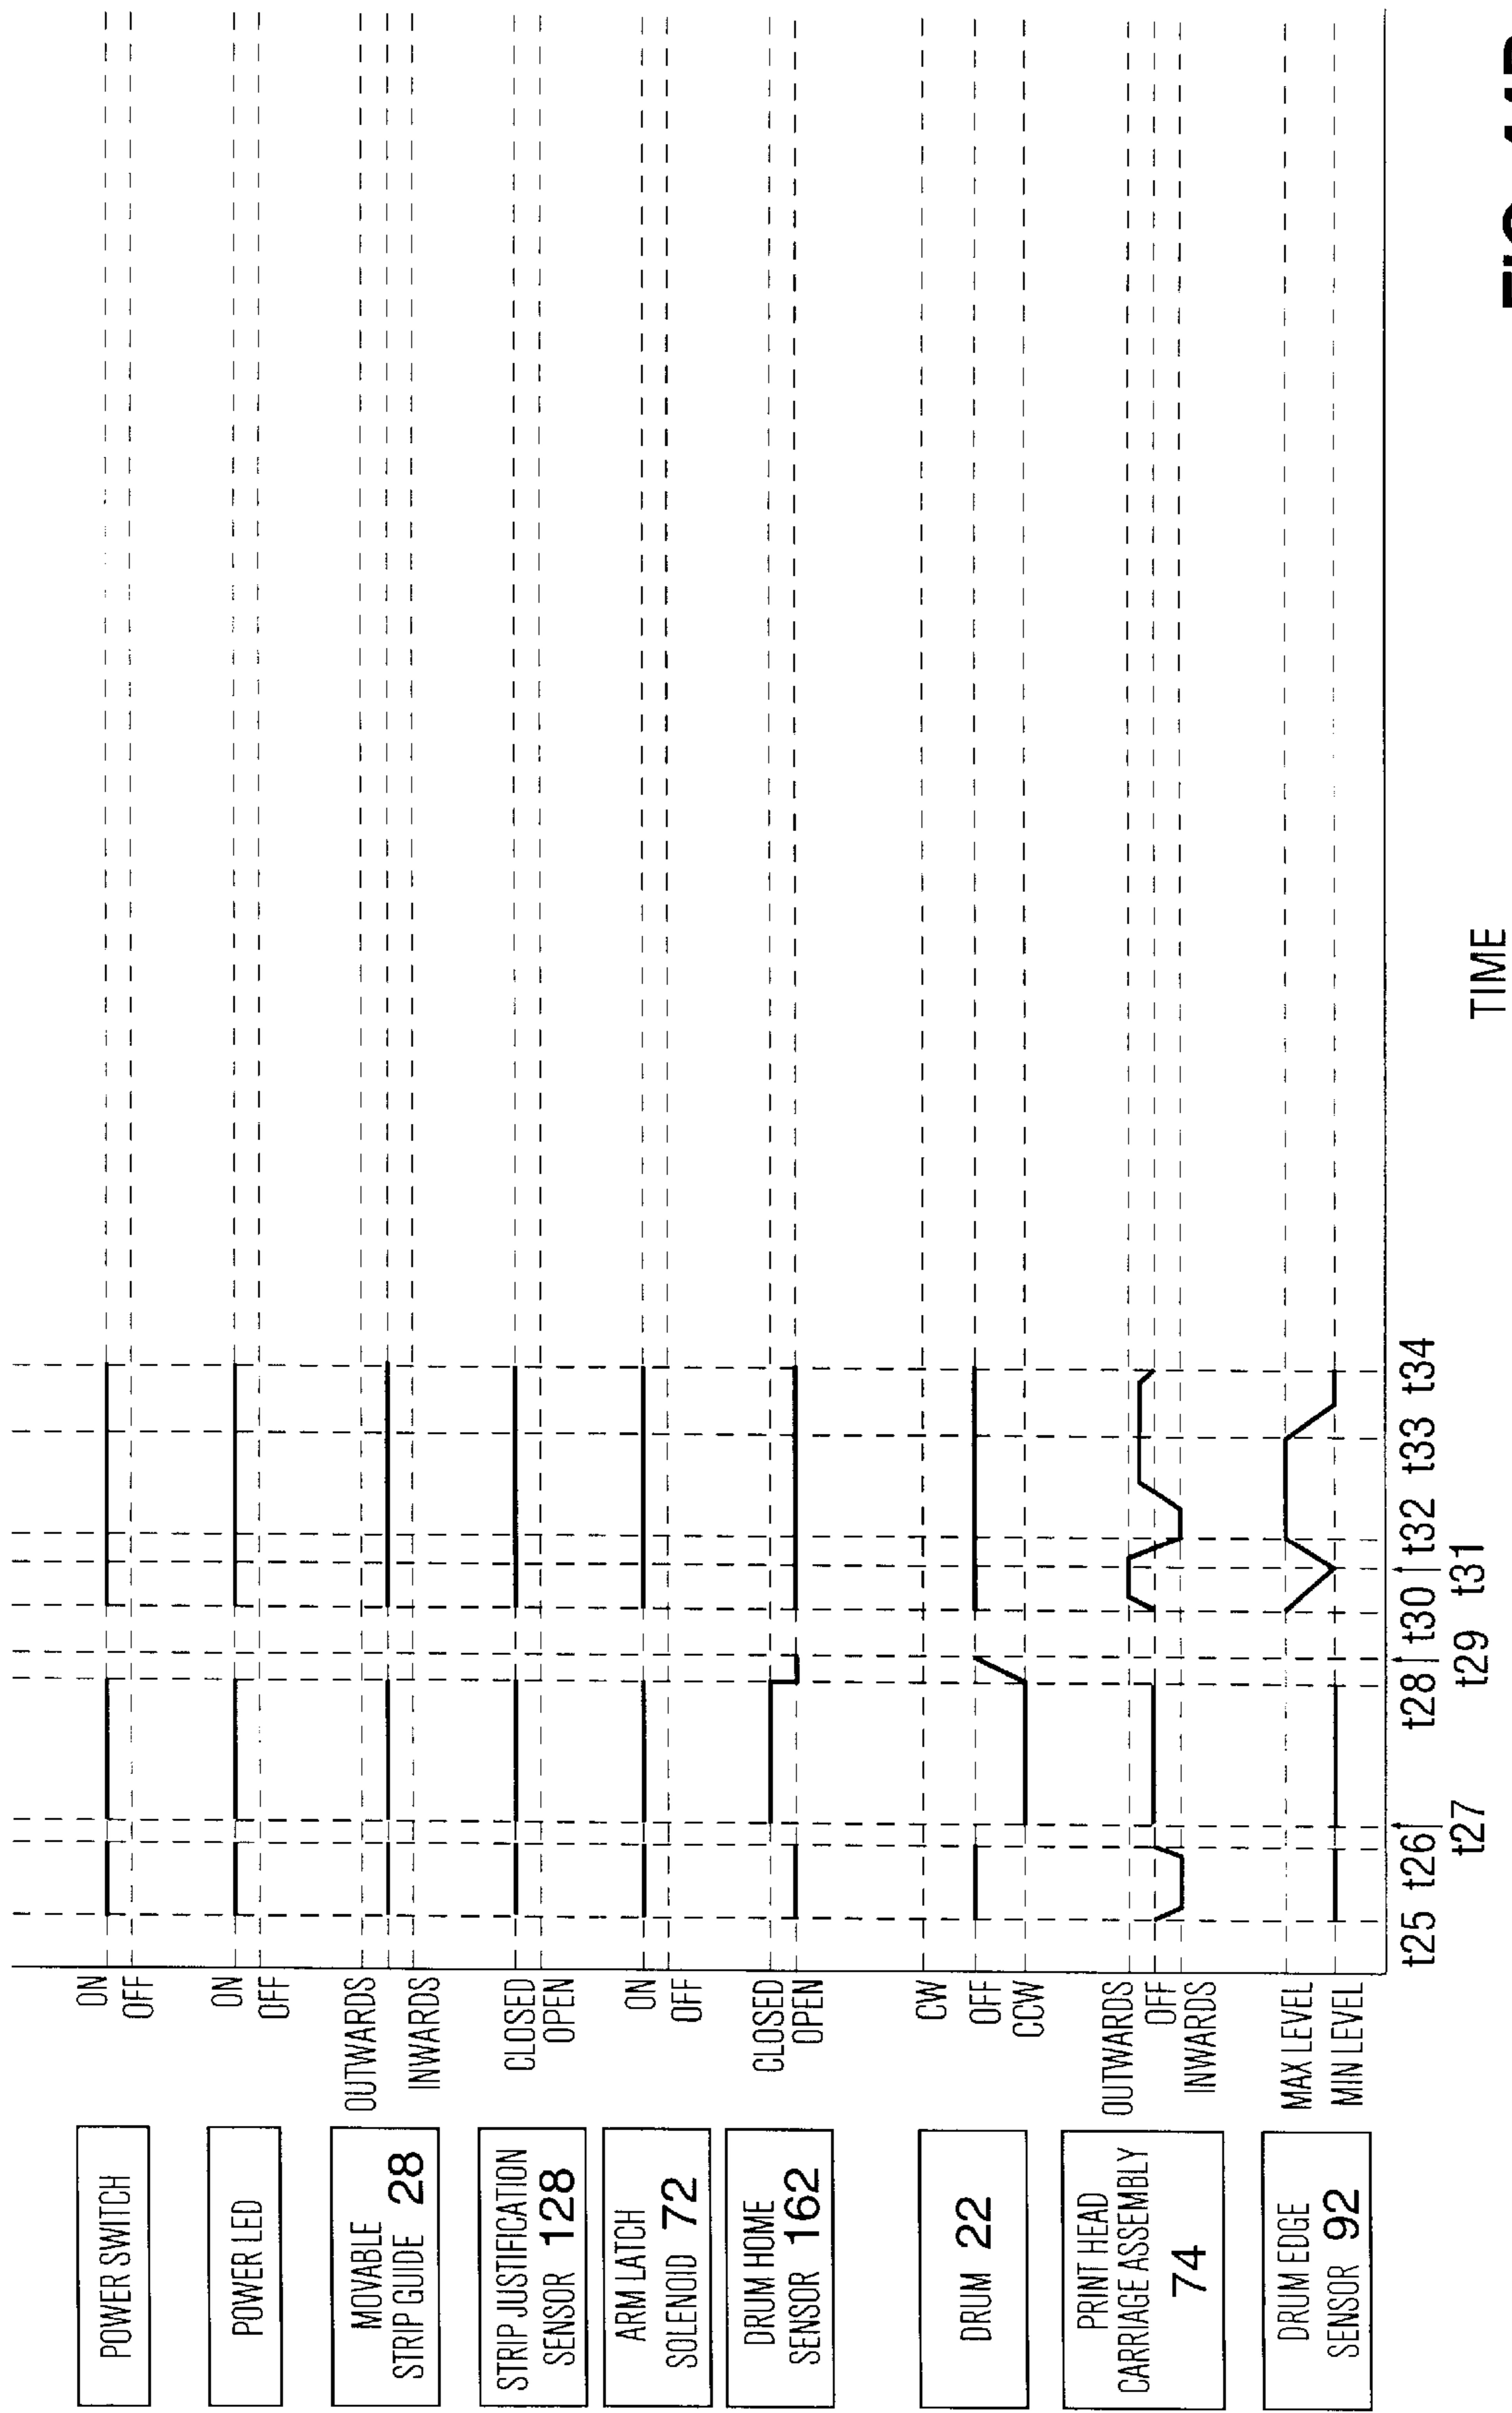 POWER SWITCH
ON
OFF
POWER LED
ON
OFF
MOVABLE
STRIP GUIDE 28
OUTWARDS
INWARDS
STRIP JUSTIFICATION
SENSOR 128
CLOSED
OPEN
ARM LATCH
SOLENOID 72
ON
OFF
DRUM HOME
SENSOR 162
CLOSED
OPEN
DRUM 22
CW
OFF
CCW
PRINT HEAD
CARRIAGE ASSEMBLY
74
OUTWARDS
OFF
INWARDS
DRUM EDGE
SENSOR 92
MAX LEVEL
MIN LEVEL
t25 t26 t28 t30 t32 t33 t34
t27 t29 t31
TIME